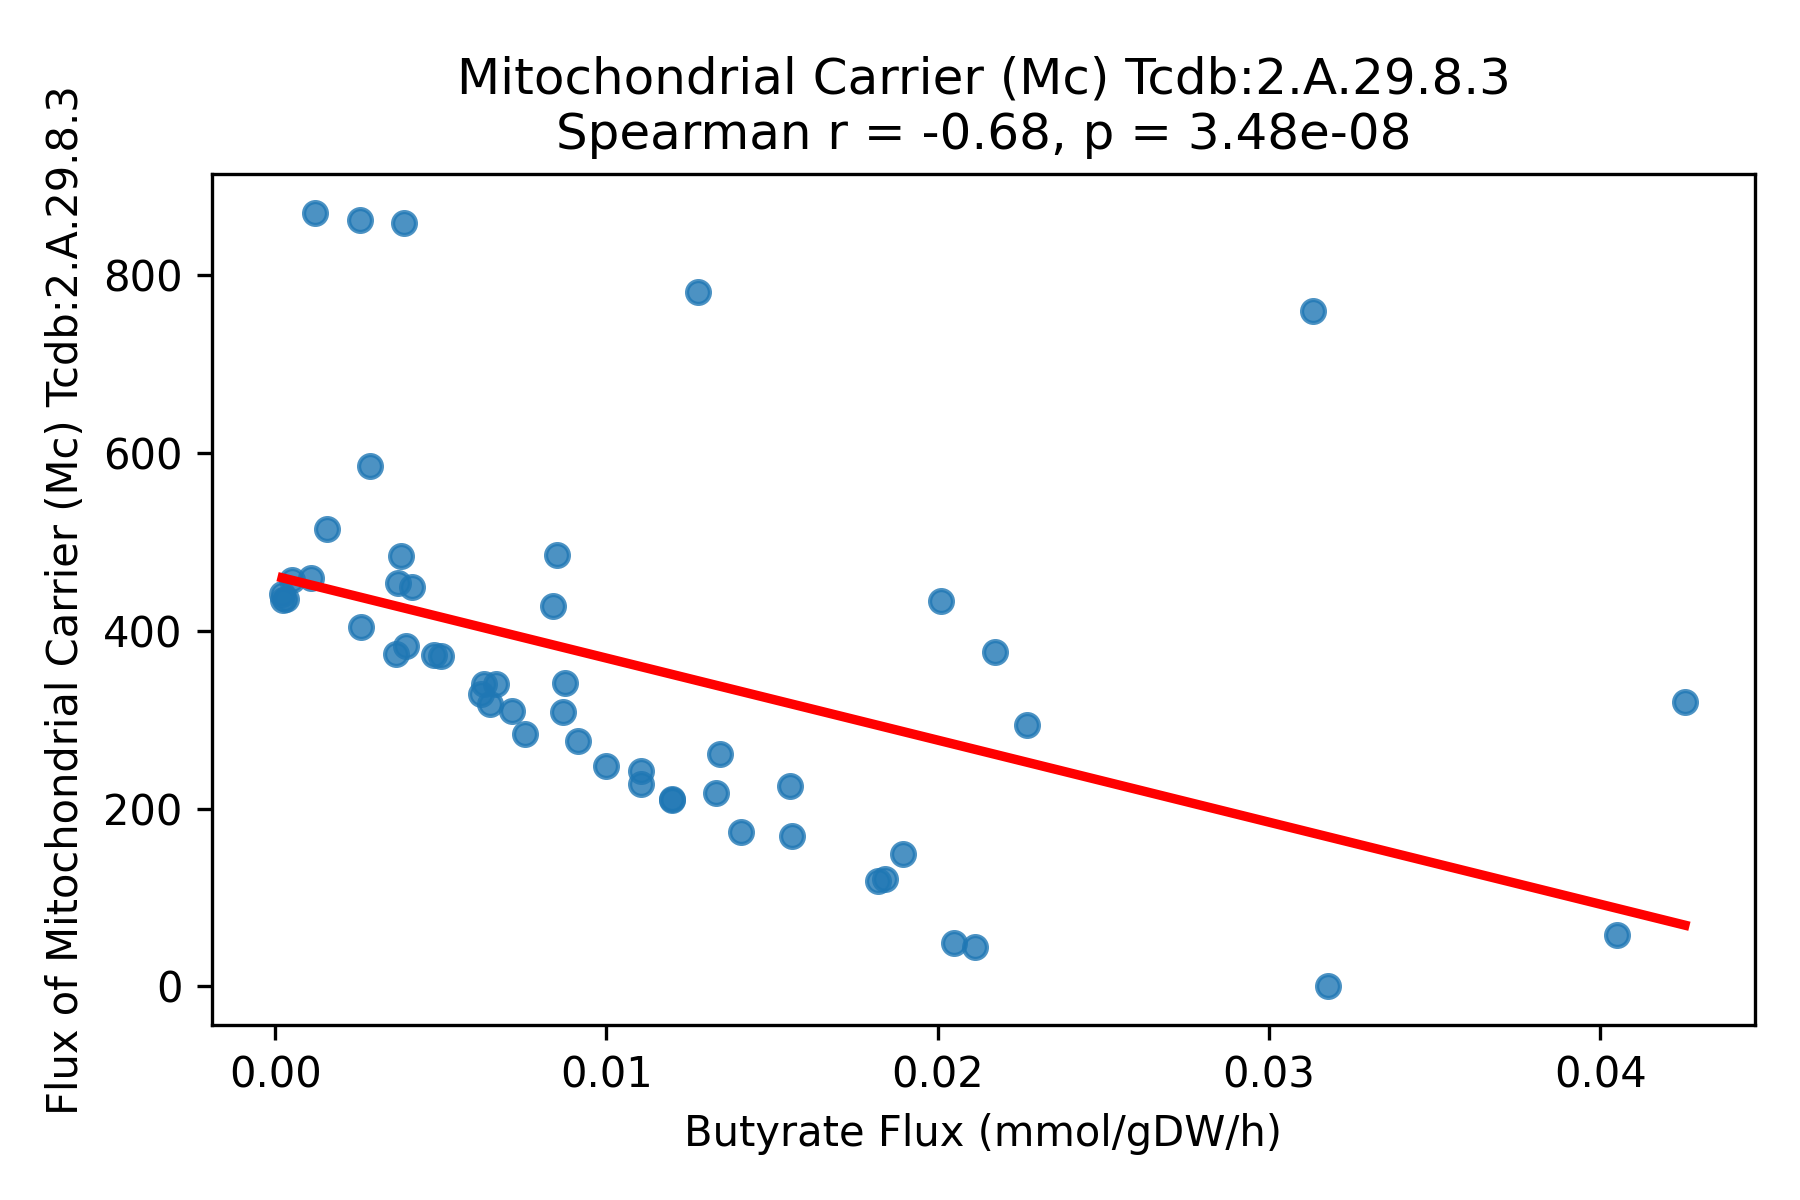 Mitochondrial Carrier (Mc) Tcdb:2.A.29.8.3
Spearman r = -0.68, p = 3.48e-08
Flux of Mitochondrial Carrier (Mc) Tcdb:2.A.29.8.3
800
600
400
200
0
0.00 0.01 0.02 0.03 0.04
Butyrate Flux (mmol/gDW/h)